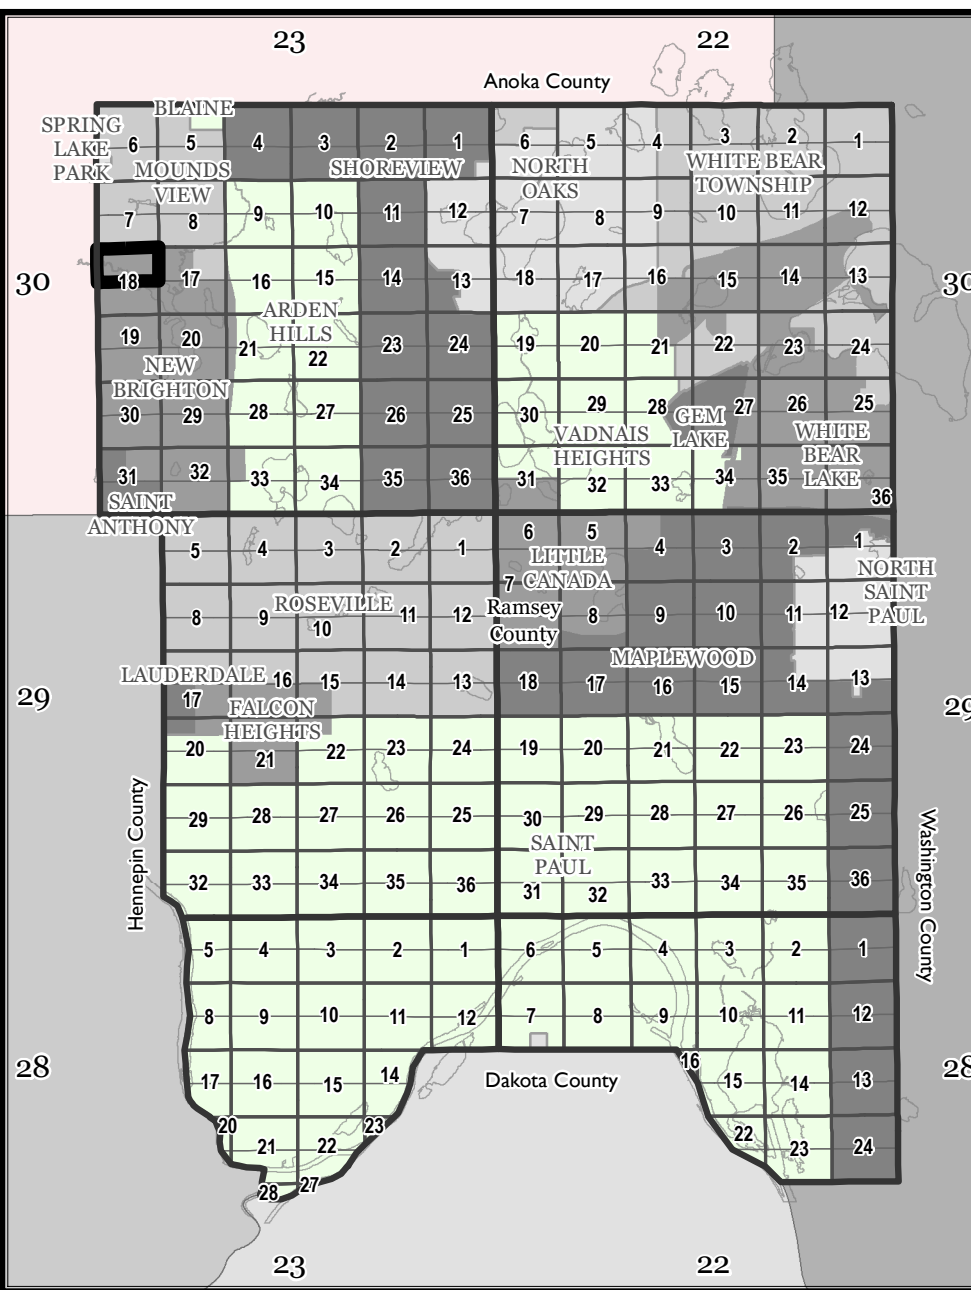 23 22
Anoka County
BLAINE
SPRING
LAKE
PARK
6 5 4 3 2 1 6 5 4 3 2 1
MOUNDS
VIEW
SHOREVIEW
NORTH
OAKS
WHITE BEAR
TOWNSHIP
7 8 9 10 11 12 7 8 9 10 11 12
30 18 17 16 15 14 13 18 17 16 15 14 13 30
ARDEN
HILLS
19 20 21 22 23 24 19 20 21 22 23 24
NEW
BRIGHTON
30 29 28 27 26 25 30 29 28 27 26 25
GEM
LAKE
VADNAIS
HEIGHTS
WHITE
BEAR
LAKE
31 32 33 34 35 36 31 32 33 34 35 36
SAINT
ANTHONY
5 4 3 2 1 6 5 4 3 2 1
LITTLE
CANADA
NORTH
SAINT
PAUL
8 9 10 11 12 7 8 9 10 11 12
ROSEVILLE
Ramsey
County
MAPLEWOOD
LAUDERDALE
29 17 16 15 14 13 18 17 16 15 14 13 29
FALCON
HEIGHTS
20 21 22 23 24 19 20 21 22 23 24
29 28 27 26 25 30 29 28 27 26 25
SAINT
PAUL
Hennepin County
Washington County
32 33 34 35 36 31 32 33 34 35 36
5 4 3 2 1 6 5 4 3 2 1
8 9 10 11 12 7 8 9 10 11 12
28 17 16 15 14 16 15 14 13 28
Dakota County
20 21 22 23 22 23 24
28 27
23 22